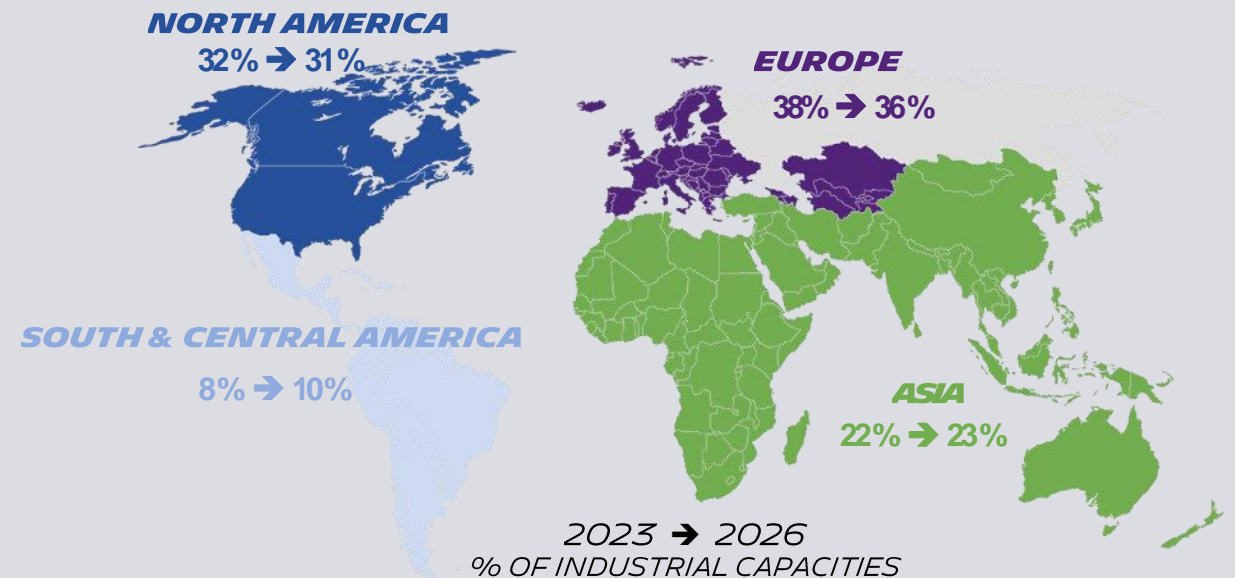 NORTH AMERICA
32% ➔ 31%
EUROPE
38% ➔ 36%
SOUTH & CENTRAL AMERICA
8% ➔ 10%
ASIA
22% ➔ 23%
2023 ➔ 2026
% OF INDUSTRIAL CAPACITIES